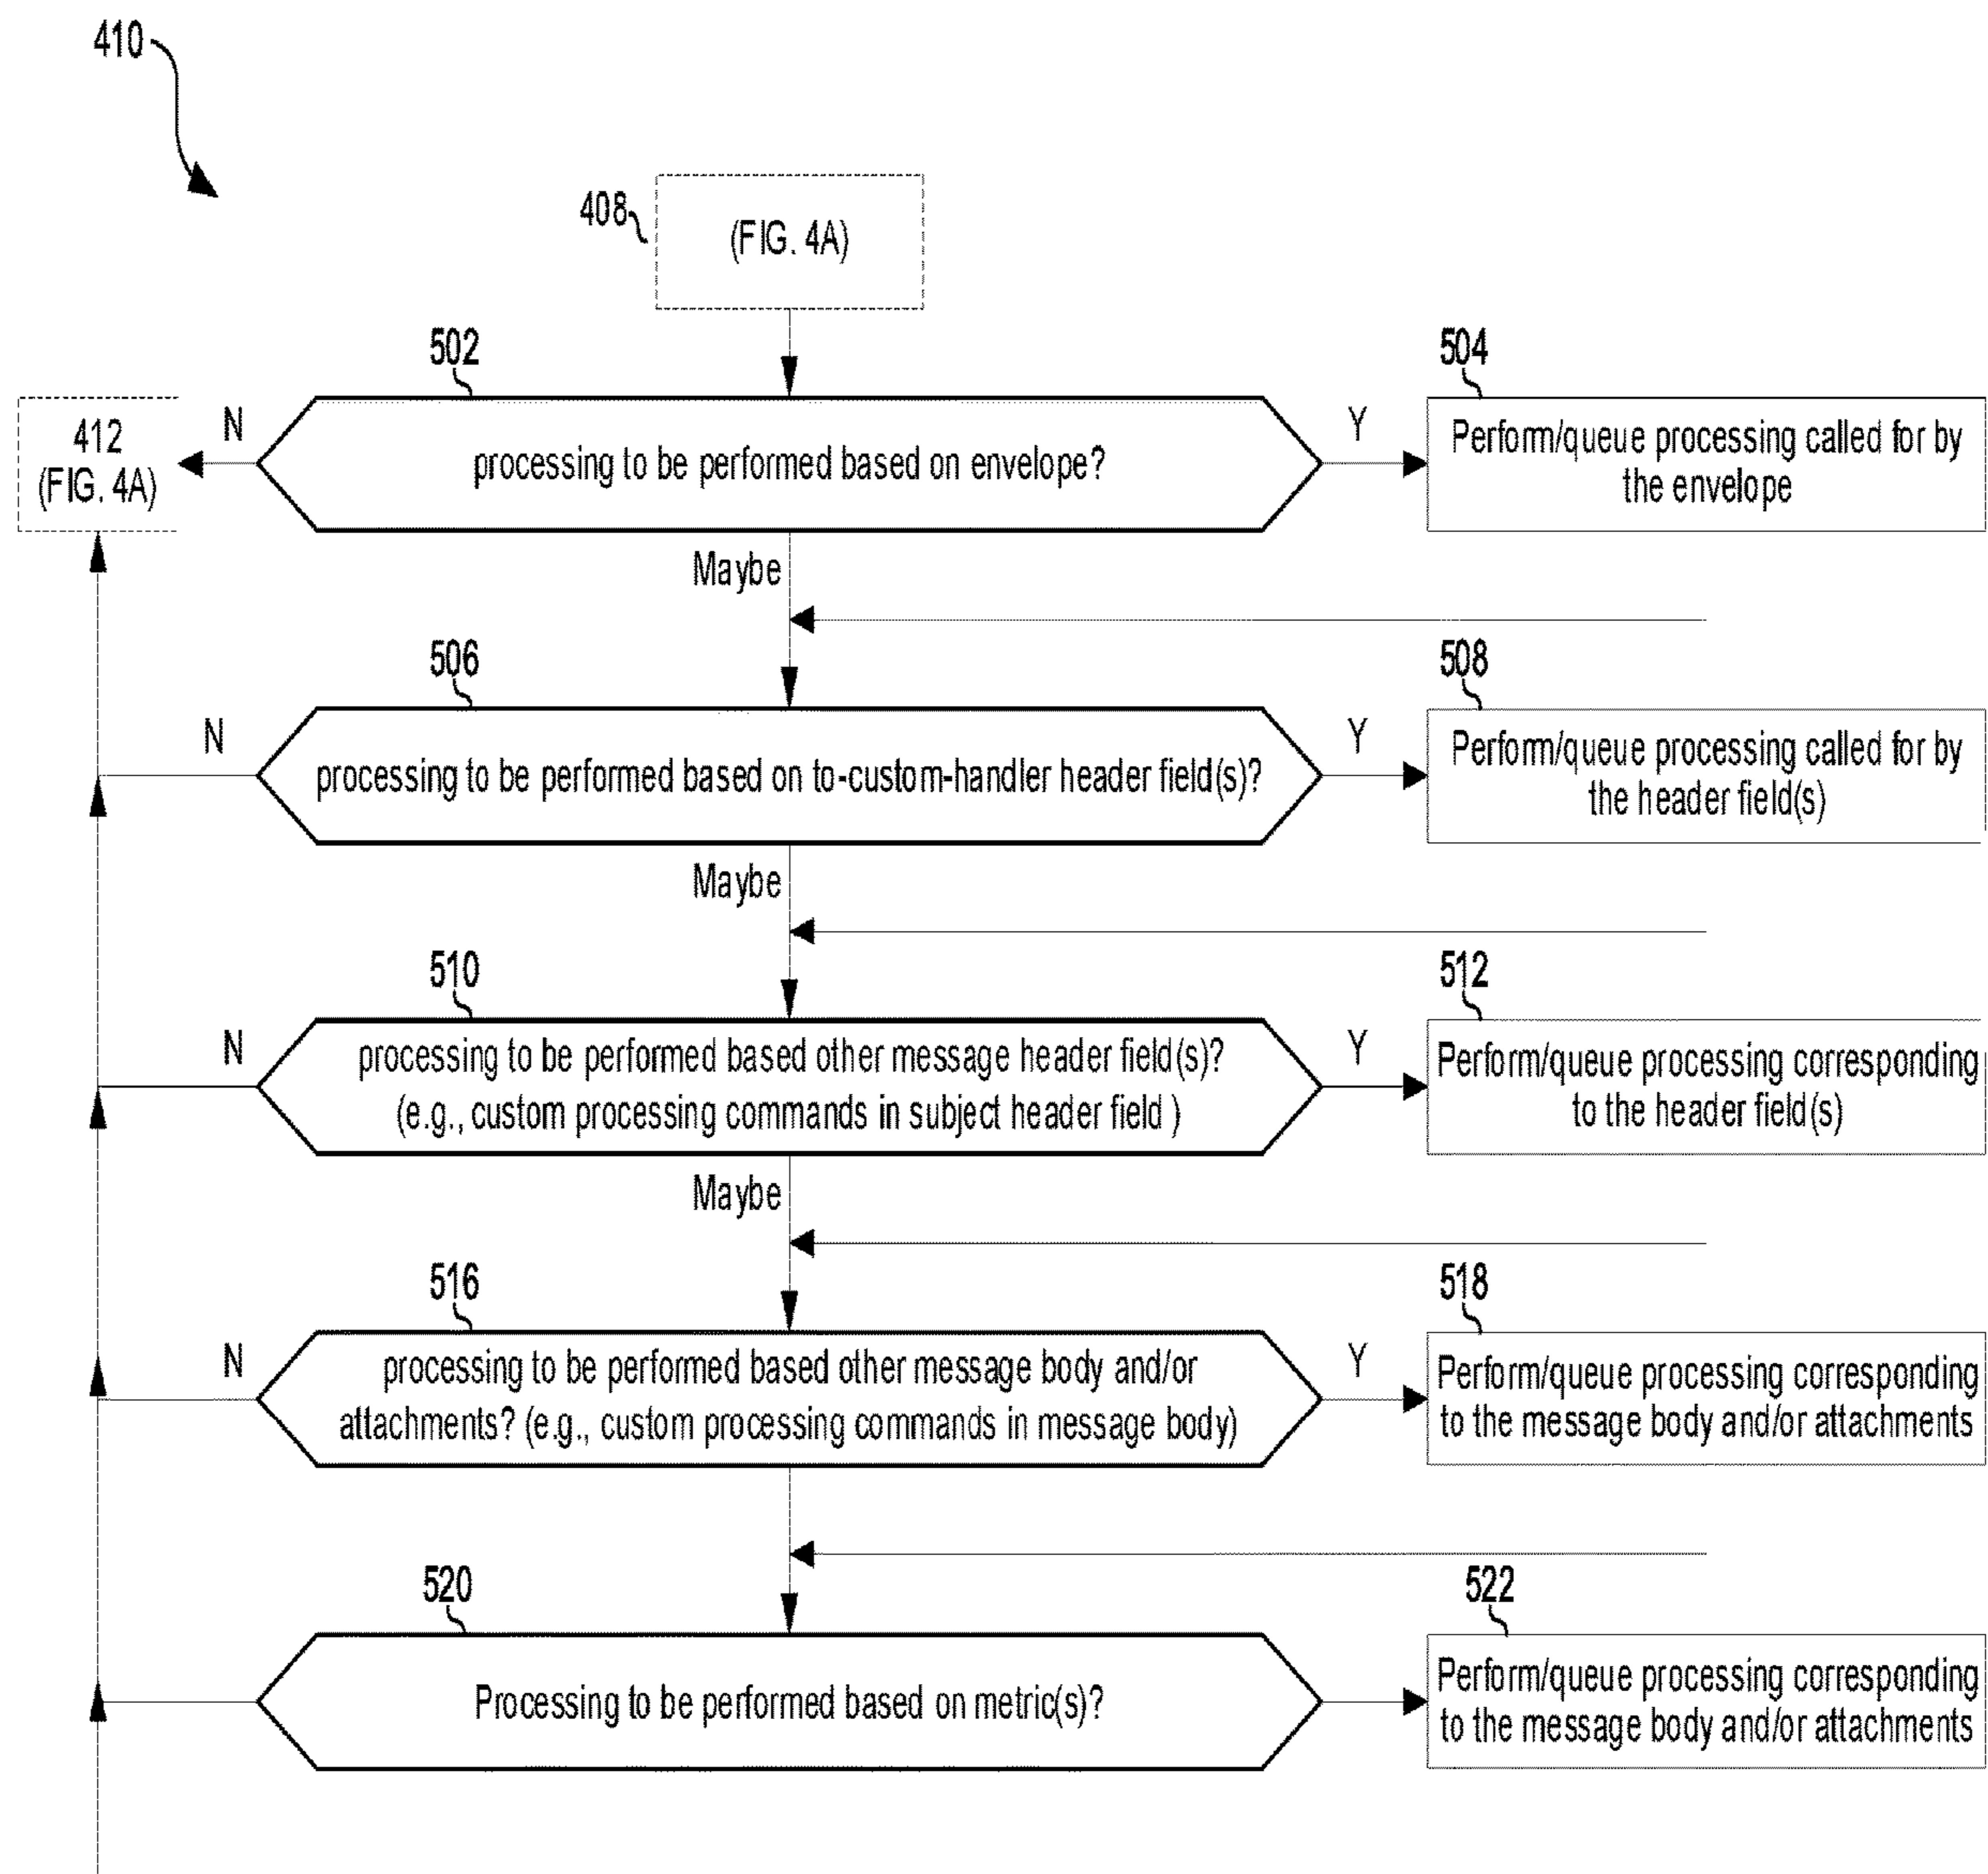 410
408
(FIG. 4A)
502
504
412
(FIG. 4A)
N
processing to be performed based on envelope?
Y
Perform/queue processing called for by
the envelope
Maybe
506
508
N
processing to be performed based on to-custom-handler header field(s)?
Y
Perform/queue processing called for by
the header field(s)
Maybe
510
512
N
processing to be performed based other message header field(s)?
(e.g., custom processing commands in subject header field )
Y
Perform/queue processing corresponding
to the header field(s)
Maybe
516
518
N
processing to be performed based other message body and/or
attachments? (e.g., custom processing commands in message body)
Y
Perform/queue processing corresponding
to the message body and/or attachments
520
522
Processing to be performed based on metric(s)?
Perform/queue processing corresponding
to the message body and/or attachments